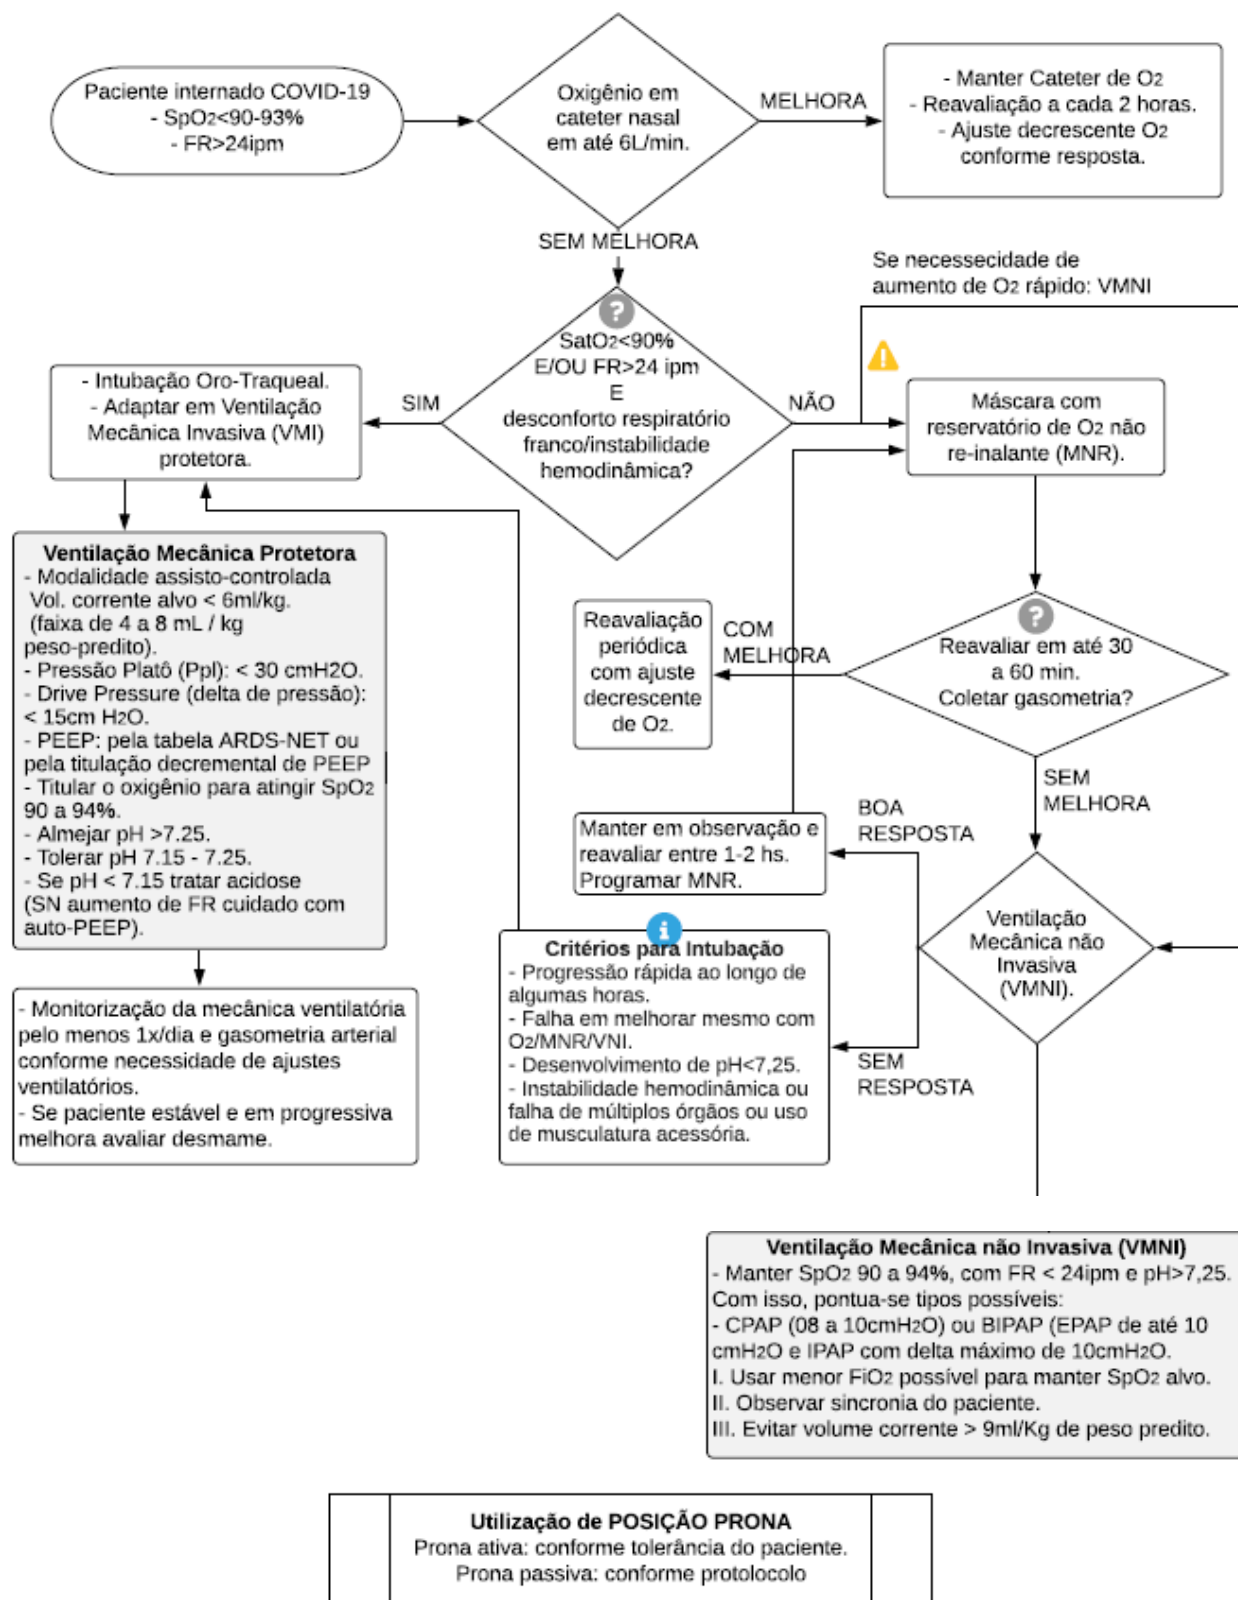 Paciente internado COVID-19
- SpO2<90-93%
- FR>24ipm
Oxigênio em
cateter nasal
em até 6L/min.
MELHORA
- Manter Cateter de O2
- Reavaliação a cada 2 horas.
- Ajuste decrescente O2
conforme resposta.
SEM MELHORA
Se necessecidade de
aumento de O2 rápido: VMNI
?
SatO2<90%
E/OU FR>24 ipm
E
desconforto respiratório
franco/instabilidade
hemodinâmica?
SIM
NÃO
- Intubação Oro-Traqueal.
- Adaptar em Ventilação
Mecânica Invasiva (VMI)
protetora.
Máscara com
reservatório de O2 não
re-inalante (MNR).
Ventilação Mecânica Protetora
- Modalidade assisto-controlada
Vol. corrente alvo < 6ml/kg.
(faixa de 4 a 8 mL / kg
peso-predito).
- Pressão Platô (Ppl): < 30 cmH2O.
- Drive Pressure (delta de pressão):
< 15cm H2O.
- PEEP: pela tabela ARDS-NET ou
pela titulação decremental de PEEP
- Titular o oxigênio para atingir SpO2
90 a 94%.
- Almejar pH >7.25.
- Tolerar pH 7.15 - 7.25.
- Se pH < 7.15 tratar acidose
(SN aumento de FR cuidado com
auto-PEEP).
?
Reavaliar em até 30
a 60 min.
Coletar gasometria?
COM
MELHORA
Reavaliação
periódica
com ajuste
decrescente
de O2.
SEM
MELHORA
BOA
RESPOSTA
Manter em observação e
reavaliar entre 1-2 hs.
Programar MNR.
Ventilação
Mecânica não
Invasiva
(VMNI).
i
Critérios para Intubação
- Progressão rápida ao longo de
algumas horas.
- Falha em melhorar mesmo com
O2/MNR/VNI.
- Desenvolvimento de pH<7,25.
- Instabilidade hemodinâmica ou
falha de múltiplos órgãos ou uso
de musculatura acessória.
SEM
RESPOSTA
- Monitorização da mecânica ventilatória
pelo menos 1x/dia e gasometria arterial
conforme necessidade de ajustes
ventilatórios.
- Se paciente estável e em progressiva
melhora avaliar desmame.
Ventilação Mecânica não Invasiva (VMNI)
- Manter SpO2 90 a 94%, com FR < 24ipm e pH>7,25.
Com isso, pontua-se tipos possíveis:
- CPAP (08 a 10cmH2O) ou BIPAP (EPAP de até 10
cmH2O e IPAP com delta máximo de 10cmH2O.
I. Usar menor FiO2 possível para manter SpO2 alvo.
II. Observar sincronia do paciente.
III. Evitar volume corrente > 9ml/Kg de peso predito.
Utilização de POSIÇÃO PRONA
Prona ativa: conforme tolerância do paciente.
Prona passiva: conforme protolocolo